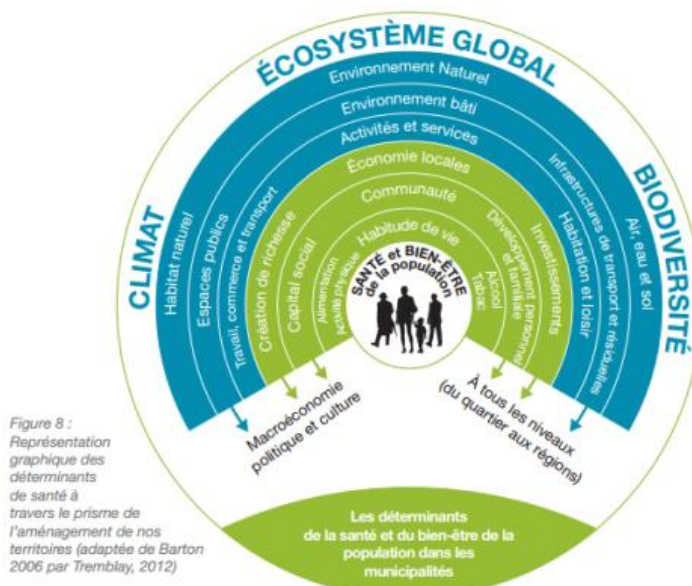 ÉCOSYSTÈME GLOBAL
CLIMAT
BIODIVERSITÉ
Environnement Naturel
Habitat naturel
Air, eau et sol
Environnement bâti
Espaces publics
Infrastructures de transport et résiduelles
Activités et services
Travail, commerce et transport
Habitation et loisir
Économie locales
Création de richesse
Investissements
Communauté
Capital social
Développement personnel
et familiale
Habitude de vie
Alimentation
Activité physique
Alcool
Tabac
SANTÉ et BIEN-ÊTRE
de la population
Macroéconomie
politique et culture
À tous les niveaux
(du quartier aux régions)
Figure 8 :
Représentation
graphique des
déterminants
de santé à
travers le prisme de
l'aménagement de nos
territoires (adaptée de Barton
2006 par Tremblay, 2012)
Les déterminants
de la santé et du bien-être de la
population dans les
municipalités